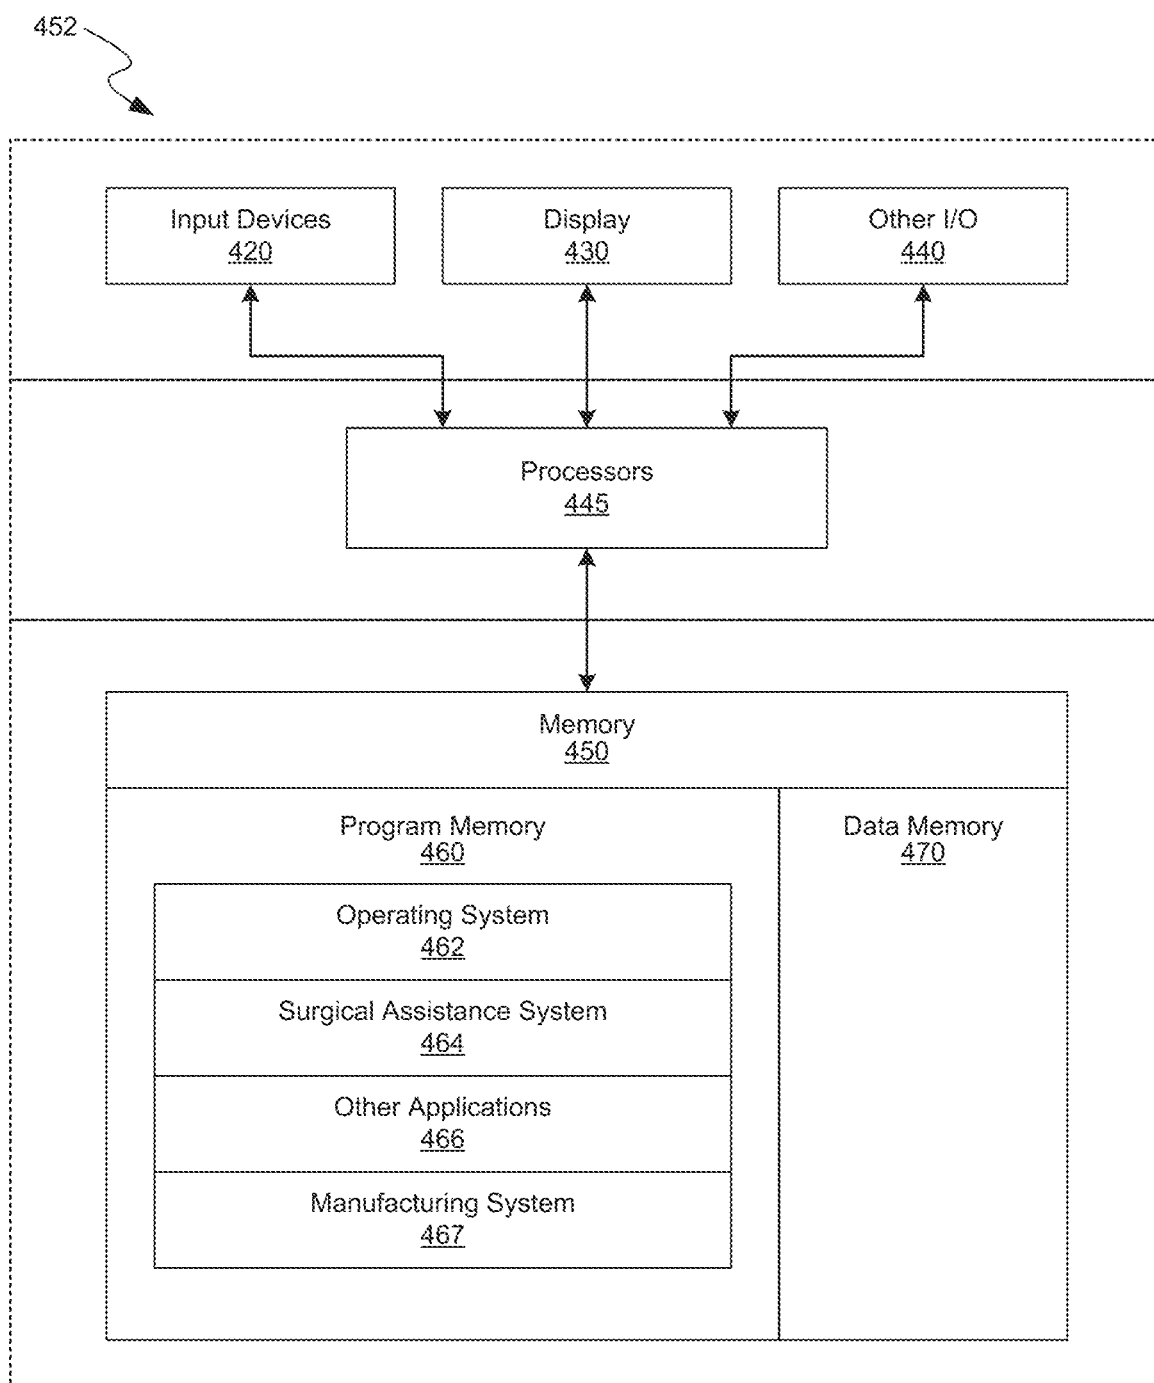 452
Input Devices
420
Display
430
Other I/O
440
Processors
445
Memory
450
Program Memory
460
Data Memory
470
Operating System
462
Surgical Assistance System
464
Other Applications
466
Manufacturing System
467